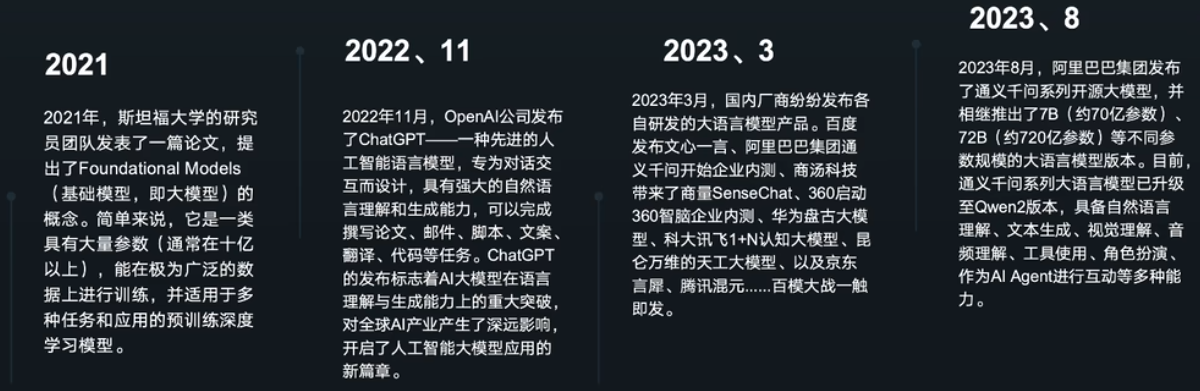 2021
2021年，斯坦福大学的研究
员团队发表了一篇论文，提
出了Foundational Models
（基础模型，即大模型）的
概念。简单来说，它是一类
具有大量参数（通常在十亿
以上），能在极为广泛的数
据上进行训练，并适用于多
种任务和应用的预训练深度
学习模型。
2022、11
2022年11月，OpenAI公司发布
了ChatGPT——一种先进的人
工智能语言模型，专为对话交
互而设计，具有强大的自然语
言理解和生成能力，可以完成
撰写论文、邮件、脚本、文案、
翻译、代码等任务。ChatGPT
的发布标志着AI大模型在语言
理解与生成能力上的重大突破，
对全球AI产业产生了深远影响，
开启了人工智能大模型应用的
新篇章。
2023、3
2023年3月，国内厂商纷纷发布各
自研发的大语言模型产品。百度
发布文心一言、阿里巴巴集团通
义千问开始企业内测、商汤科技
带来了商量SenseChat、360启动
360智脑企业内测、华为盘古大模
型、科大讯飞1+N认知大模型、昆
仑万维的天工大模型、以及京东
言犀、腾讯混元......百模大战一触
即发。
2023、8
2023年8月，阿里巴巴集团发布
了通义千问系列开源大模型，并
相继推出了7B（约70亿参数）、
72B（约720亿参数）等不同参
数规模的大语言模型版本。目前，
通义千问系列大语言模型已升级
至Qwen2版本，具备自然语言
理解、文本生成、视觉理解、音
频理解、工具使用、角色扮演、
作为AI Agent进行互动等多种能
力。